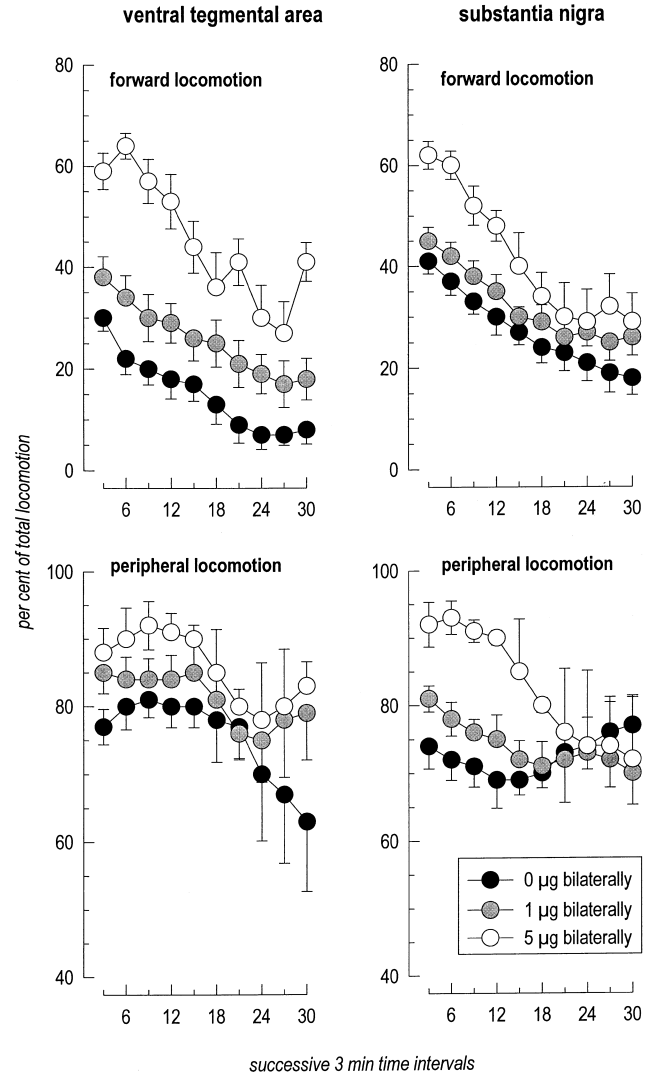 ventral tegmental area
substantia nigra
forward locomotion
80
60
40
20
0
6 12 18 24 30
forward locomotion
80
60
40
20
0
6 12 18 24 30
per cent of total locomotion
peripheral locomotion
100
80
60
40
6 12 18 24 30
peripheral locomotion
100
80
60
40
0 µg bilaterally
1 µg bilaterally
5 µg bilaterally
6 12 18 24 30
successive 3 min time intervals